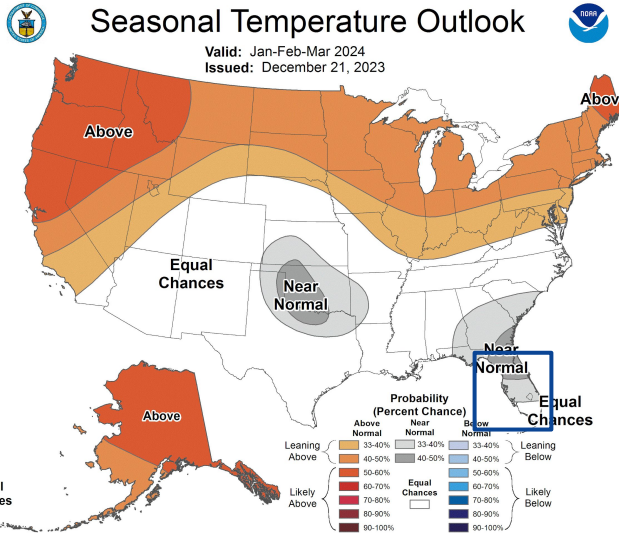 Seasonal Temperature Outlook
NOAA
Valid: Jan-Feb-Mar 2024
Issued: December 21, 2023
Above
Abov
Equal
Chances
Near
Normal
Near
Normal
Equal
Chances
Above
l
es
Probability
(Percent Chance)
Above
Normal
Near
Normal
Below
Normal
Leaning
Above
33-40%
40-50%
Likely
Above
50-60%
60-70%
70-80%
80-90%
90-100%
33-40%
40-50%
Equal
Chances
33-40%
40-50%
Leaning
Below
50-60%
60-70%
70-80%
80-90%
90-100%
Likely
Below